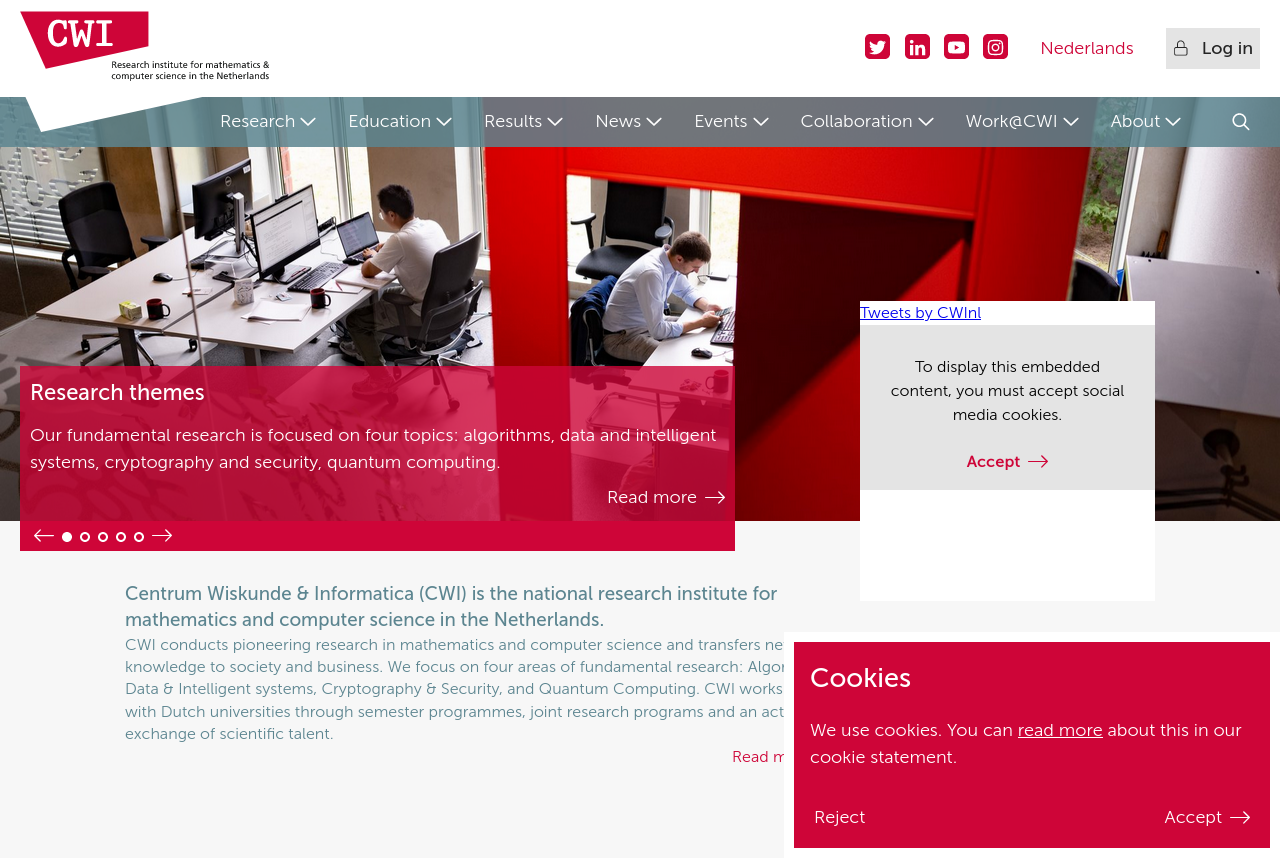 CWI
Research institute for mathematics &
computer science in the Netherlands
Nederlands
Log in
Research
Education
Results
News
Events
Collaboration
Work@CWI
About
Tweets by CWInl
To display this embedded
content, you must accept social
media cookies.
Accept
Research themes
Our fundamental research is focused on four topics: algorithms, data and intelligent
systems, cryptography and security, quantum computing.
Read more
Centrum Wiskunde & Informatica (CWI) is the national research institute for
mathematics and computer science in the Netherlands.
CWI conducts pioneering research in mathematics and computer science and transfers
knowledge to society and business. We focus on four areas of fundamental research:
Data & Intelligent systems, Cryptography & Security, and Quantum Computing. CWI works
with Dutch universities through semester programmes, joint research programs and an
exchange of scientific talent.
Read
Cookies
We use cookies. You can read more about this in our
cookie statement.
Reject
Accept